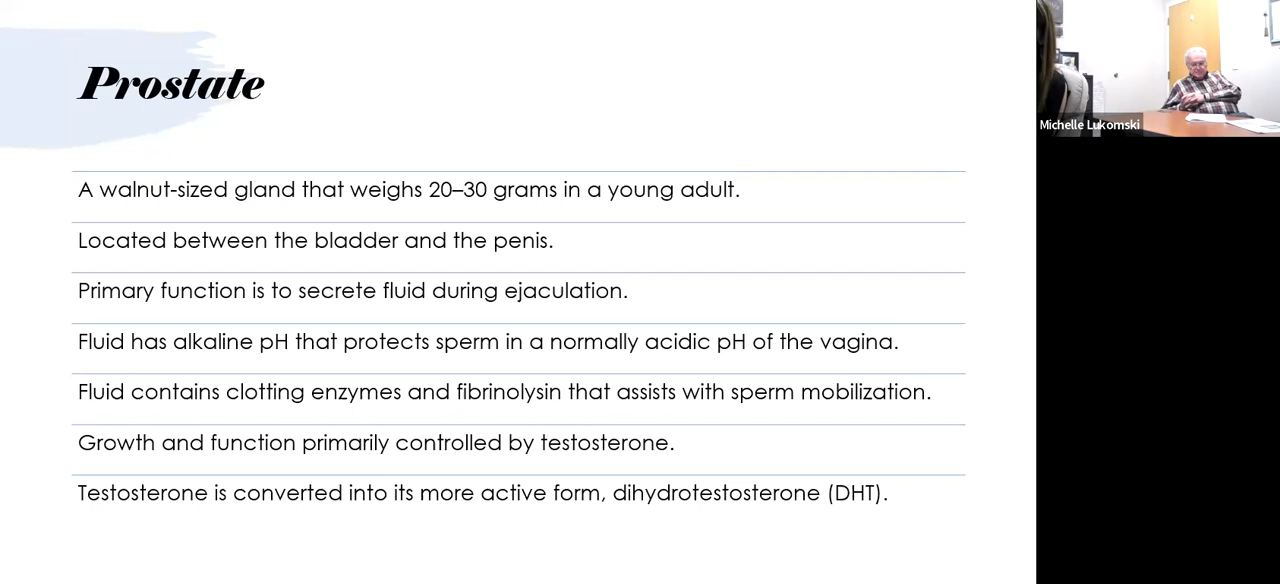 Prostate
A walnut-sized gland that weighs 20–30 grams in a young adult.
Located between the bladder and the penis.
Primary function is to secrete fluid during ejaculation.
Fluid has alkaline pH that protects sperm in a normally acidic pH of the vagina.
Fluid contains clotting enzymes and fibrinolysin that assists with sperm mobilization.
Growth and function primarily controlled by testosterone.
Testosterone is converted into its more active form, dihydrotestosterone (DHT).
Michelle Lukomski